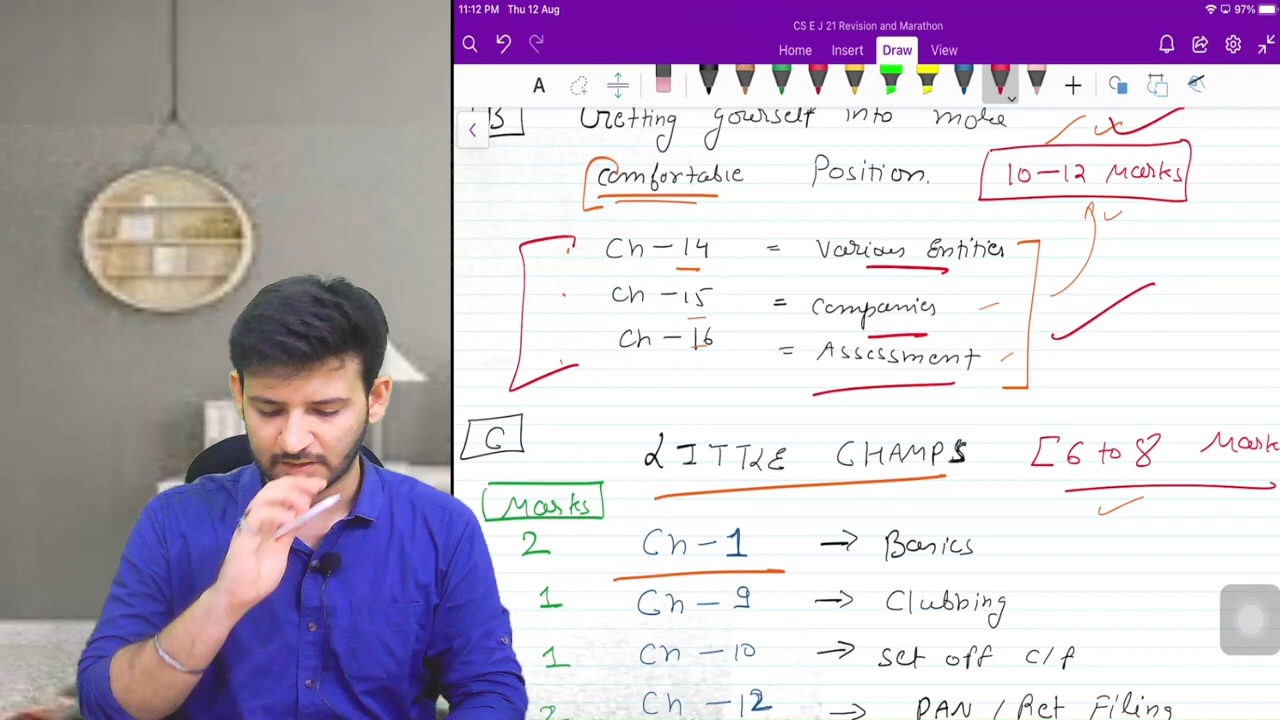 11:12 PM Thu 12 Aug
97%
CS E J 21 Revision and Marathon
Home Insert Draw View
A
B Getting yourself into more
comfortable Position. 10-12 Marks
Ch-14 = Various Entities
Ch-15 = Companies
Ch-16 = Assessment
C LITTLE CHAMPS [6 to 8 Mark
Marks
2 Ch-1 → Basics
1 Ch-9 → Clubbing
1 Ch-10 → Set off c/f
2 Ch-12 → PAN / Ret Filing